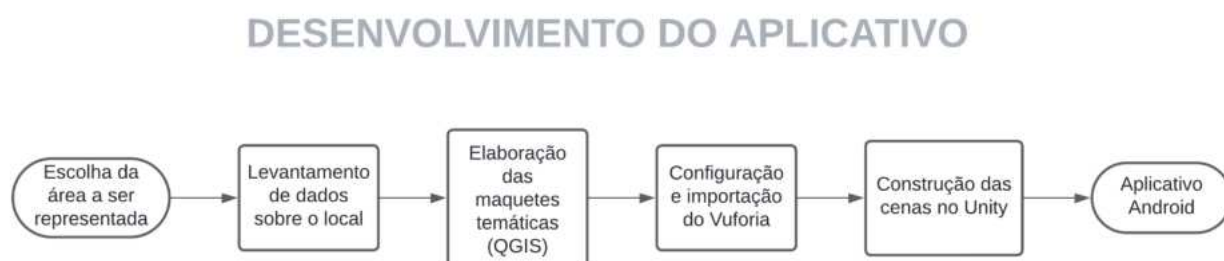 DESENVOLVIMENTO DO APLICATIVO
Escolha da
área a ser
representada
Levantamento
de dados
sobre o local
Elaboração
das
maquetes
temáticas
(QGIS)
Configuração
e importação
do Vuforia
Construção das
cenas no Unity
Aplicativo
Android